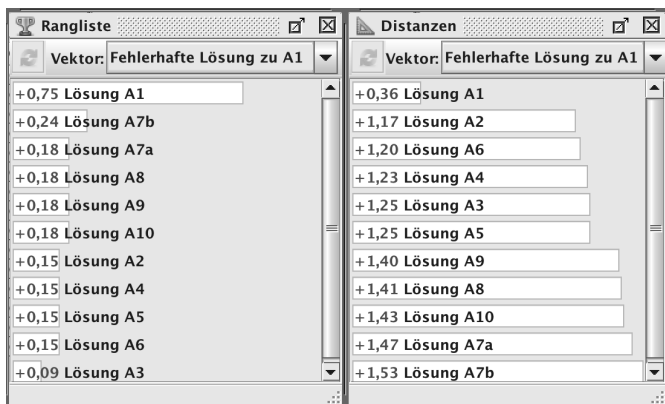 Rangliste
Vektor: Fehlerhafte Lösung zu A1
+0,75 Lösung A1
+0,24 Lösung A7b
+0,18 Lösung A7a
+0,18 Lösung A8
+0,18 Lösung A9
+0,18 Lösung A10
+0,15 Lösung A2
+0,15 Lösung A4
+0,15 Lösung A5
+0,15 Lösung A6
+0,09 Lösung A3
Distanzen
Vektor: Fehlerhafte Lösung zu A1
+0,36 Lösung A1
+1,17 Lösung A2
+1,20 Lösung A6
+1,23 Lösung A4
+1,25 Lösung A3
+1,25 Lösung A5
+1,40 Lösung A9
+1,41 Lösung A8
+1,43 Lösung A10
+1,47 Lösung A7a
+1,53 Lösung A7b